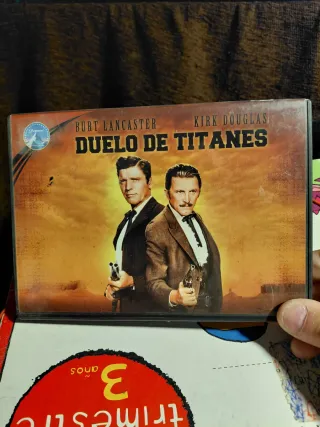 BURT LANCASTER KIRK DOUGLAS
DUELO DE TITANES
3
años
trimestre